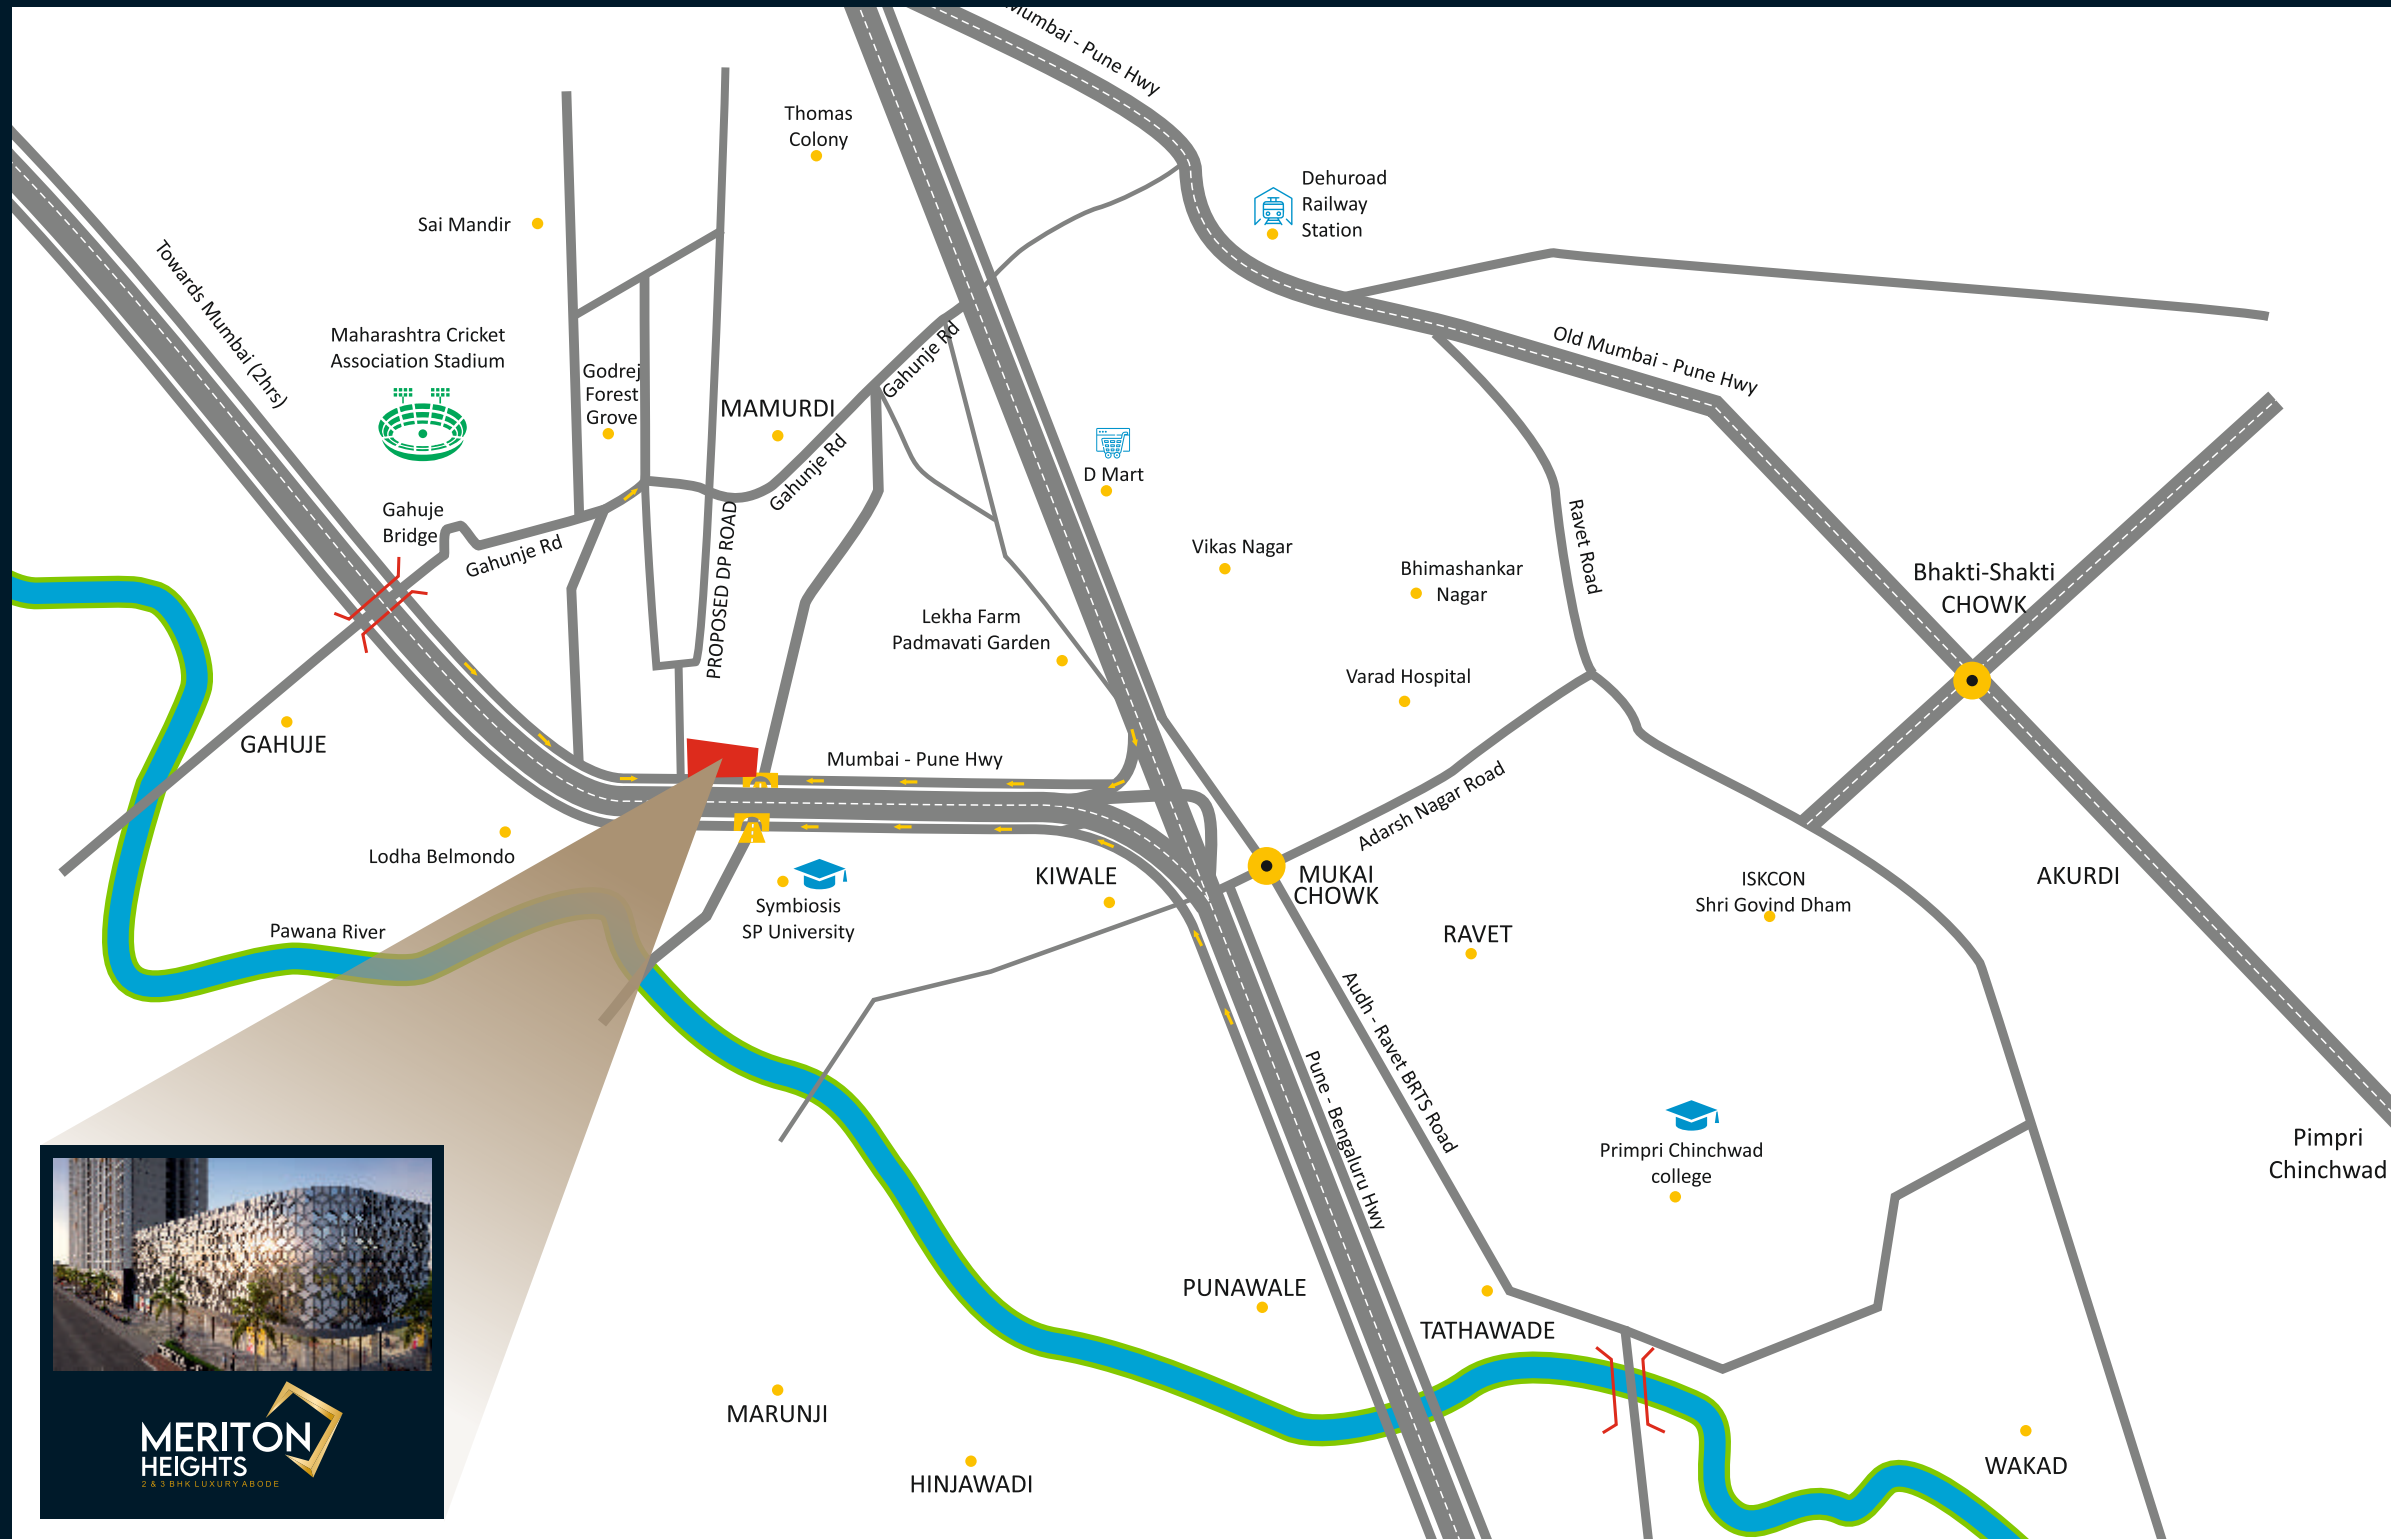 Mumbai - Pune Hwy
Thomas
Colony
Sai Mandir
Dehuroad
Railway
Station
Towards Mumbai (2hrs)
Maharashtra Cricket
Association Stadium
Godrej
Forest
Grove
MAMURDI
Gahunje Rd
Gahunje Rd
Old Mumbai - Pune Hwy
D Mart
Gahuje
Bridge
Gahunje Rd
PROPOSED DP ROAD
Vikas Nagar
Bhimashankar
Nagar
Ravet Road
Bhakti-Shakti
CHOWK
Lekha Farm
Padmavati Garden
Varad Hospital
GAHUJE
Mumbai - Pune Hwy
Lodha Belmondo
Adarsh Nagar Road
KIWALE
MUKAI
CHOWK
Symbiosis
SP University
ISKCON
Shri Govind Dham
AKURDI
Pawana River
RAVET
Audh - Ravet BRTS Road
Pune - Bengaluru Hwy
Primpri Chinchwad
college
Pimpri
Chinchwad
PUNAWALE
TATHAWADE
MARUNJI
HINJAWADI
WAKAD
MERITON
HEIGHTS
2 & 3 BHK LUXURY ABODE